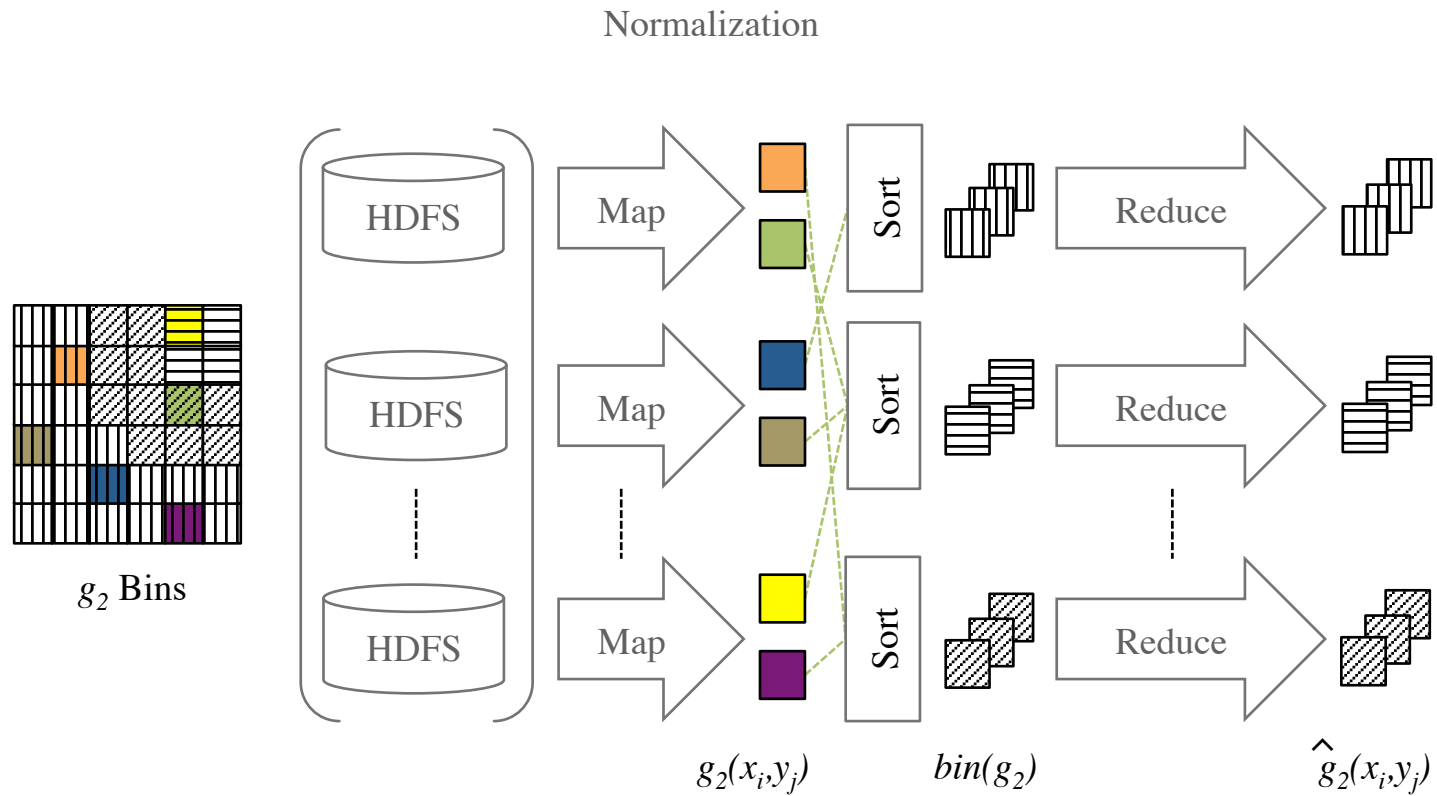 Normalization
HDFS Map Sort Reduce
HDFS Map Sort Reduce
HDFS Map Sort Reduce
g₂ Bins
g₂(xᵢ,yⱼ) bin(g₂) ĝ₂(xᵢ,yⱼ)